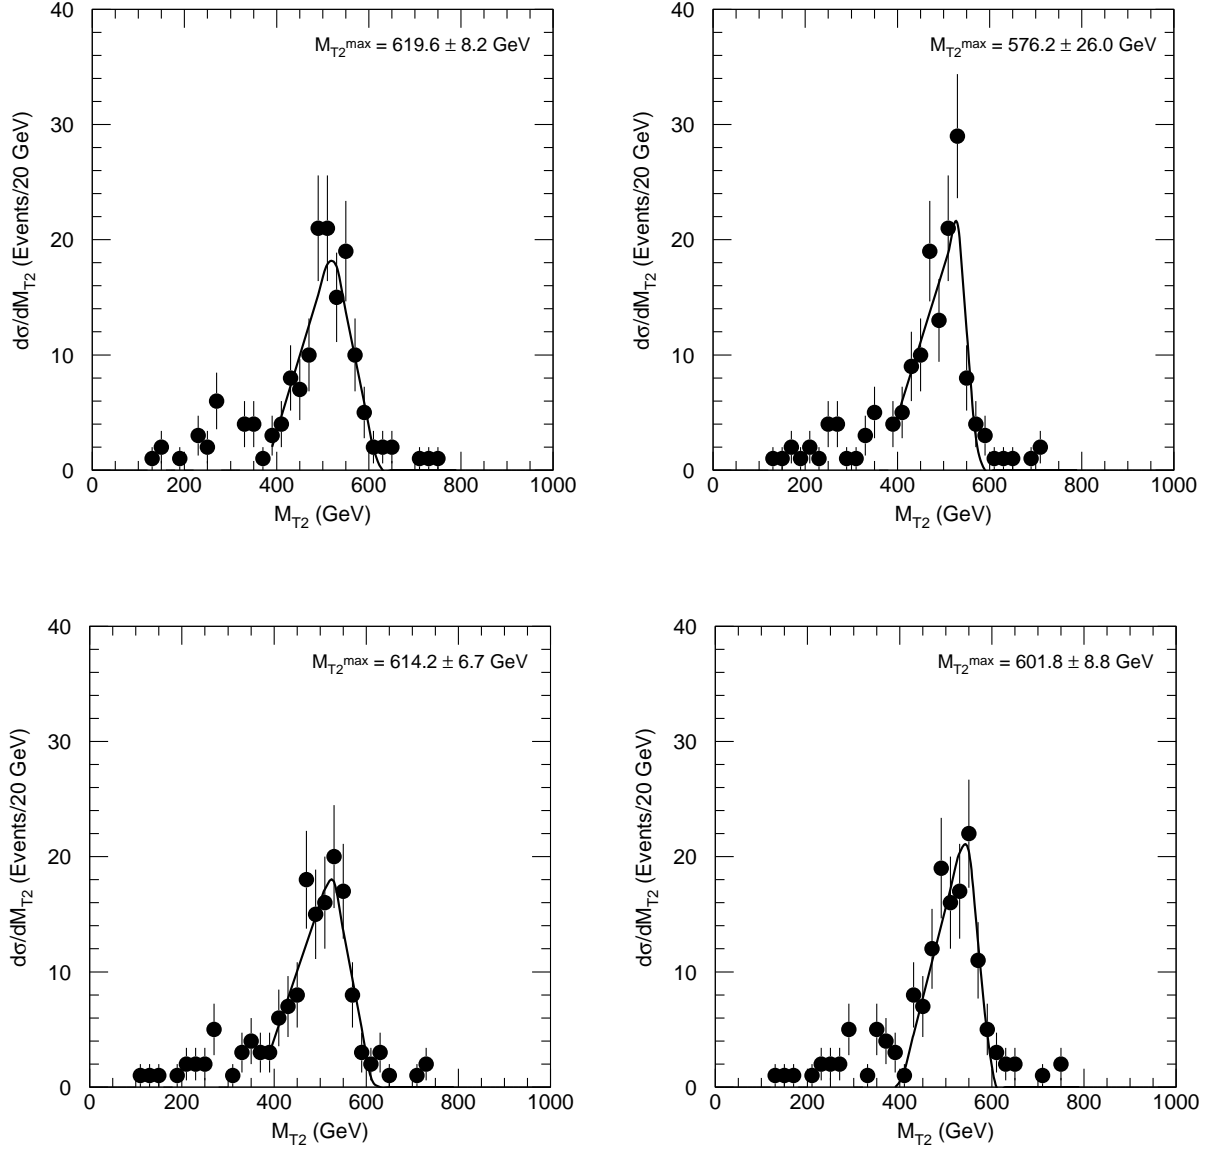 M_T2^max = 619.6 ± 8.2 GeV
dσ/dM_T2 (Events/20 GeV)
40
30
20
10
0
0 200 400 600 800 1000
M_T2 (GeV)
M_T2^max = 576.2 ± 26.0 GeV
dσ/dM_T2 (Events/20 GeV)
40
30
20
10
0
0 200 400 600 800 1000
M_T2 (GeV)
M_T2^max = 614.2 ± 6.7 GeV
dσ/dM_T2 (Events/20 GeV)
40
30
20
10
0
0 200 400 600 800 1000
M_T2 (GeV)
M_T2^max = 601.8 ± 8.8 GeV
dσ/dM_T2 (Events/20 GeV)
40
30
20
10
0
0 200 400 600 800 1000
M_T2 (GeV)